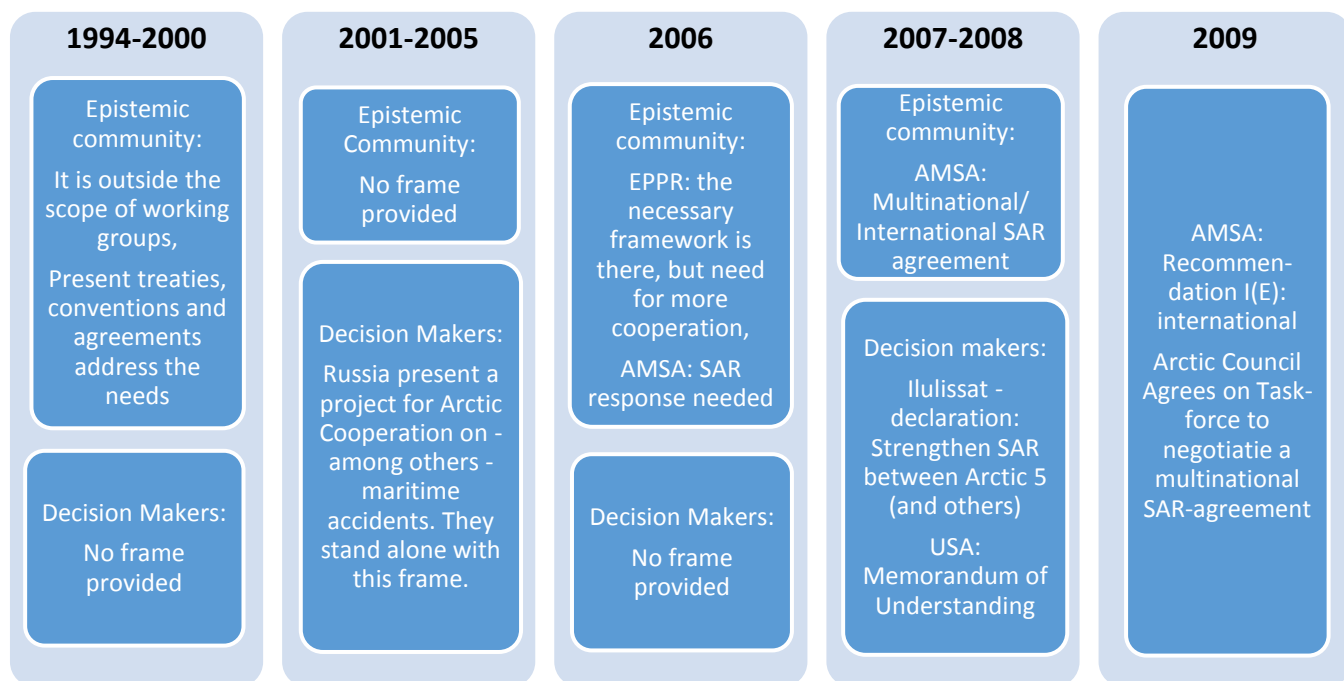 1994-2000
Epistemic
community:
It is outside the
scope of working
groups,
Present treaties,
conventions and
agreements
address the
needs
Decision Makers:
No frame
provided
2001-2005
Epistemic
Community:
No frame
provided
Decision Makers:
Russia present a
project for Arctic
Cooperation on -
among others -
maritime
accidents. They
stand alone with
this frame.
2006
Epistemic
community:
EPPR: the
necessary
framework is
there, but need
for more
cooperation,
AMSA: SAR
response needed
Decision Makers:
No frame
provided
2007-2008
Epistemic
community:
AMSA:
Multinational/
International SAR
agreement
Decision makers:
Ilulissat -
declaration:
Strengthen SAR
between Arctic 5
(and others)
USA:
Memorandum of
Understanding
2009
AMSA:
Recommen-
dation I(E):
international
Arctic Council
Agrees on Task-
force to
negotiatie a
multinational
SAR-agreement